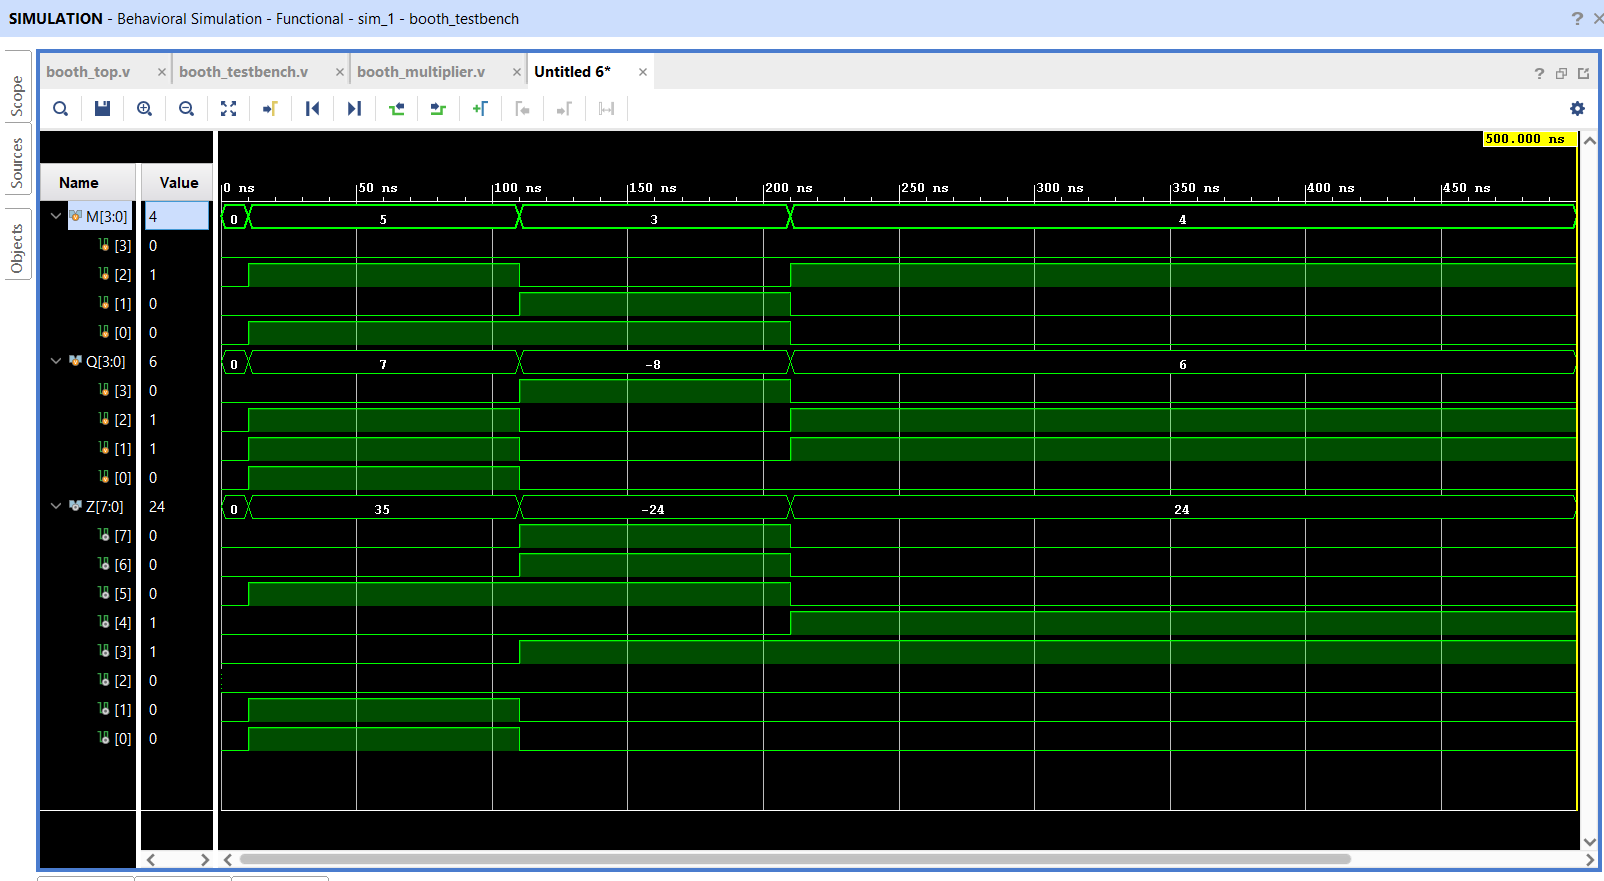 SIMULATION - Behavioral Simulation - Functional - sim_1 - booth_testbench
? ×
Scope
Sources
Objects
booth_top.v × booth_testbench.v × booth_multiplier.v × Untitled 6* ×
?
500.000 ns
Name Value
0 ns 50 ns 100 ns 150 ns 200 ns 250 ns 300 ns 350 ns 400 ns 450 ns
M[3:0] 4 0 5 3 4
[3] 0
[2] 1
[1] 0
[0] 0
Q[3:0] 6 0 7 -8 6
[3] 0
[2] 1
[1] 1
[0] 0
Z[7:0] 24 0 35 -24 24
[7] 0
[6] 0
[5] 0
[4] 1
[3] 1
[2] 0
[1] 0
[0] 0